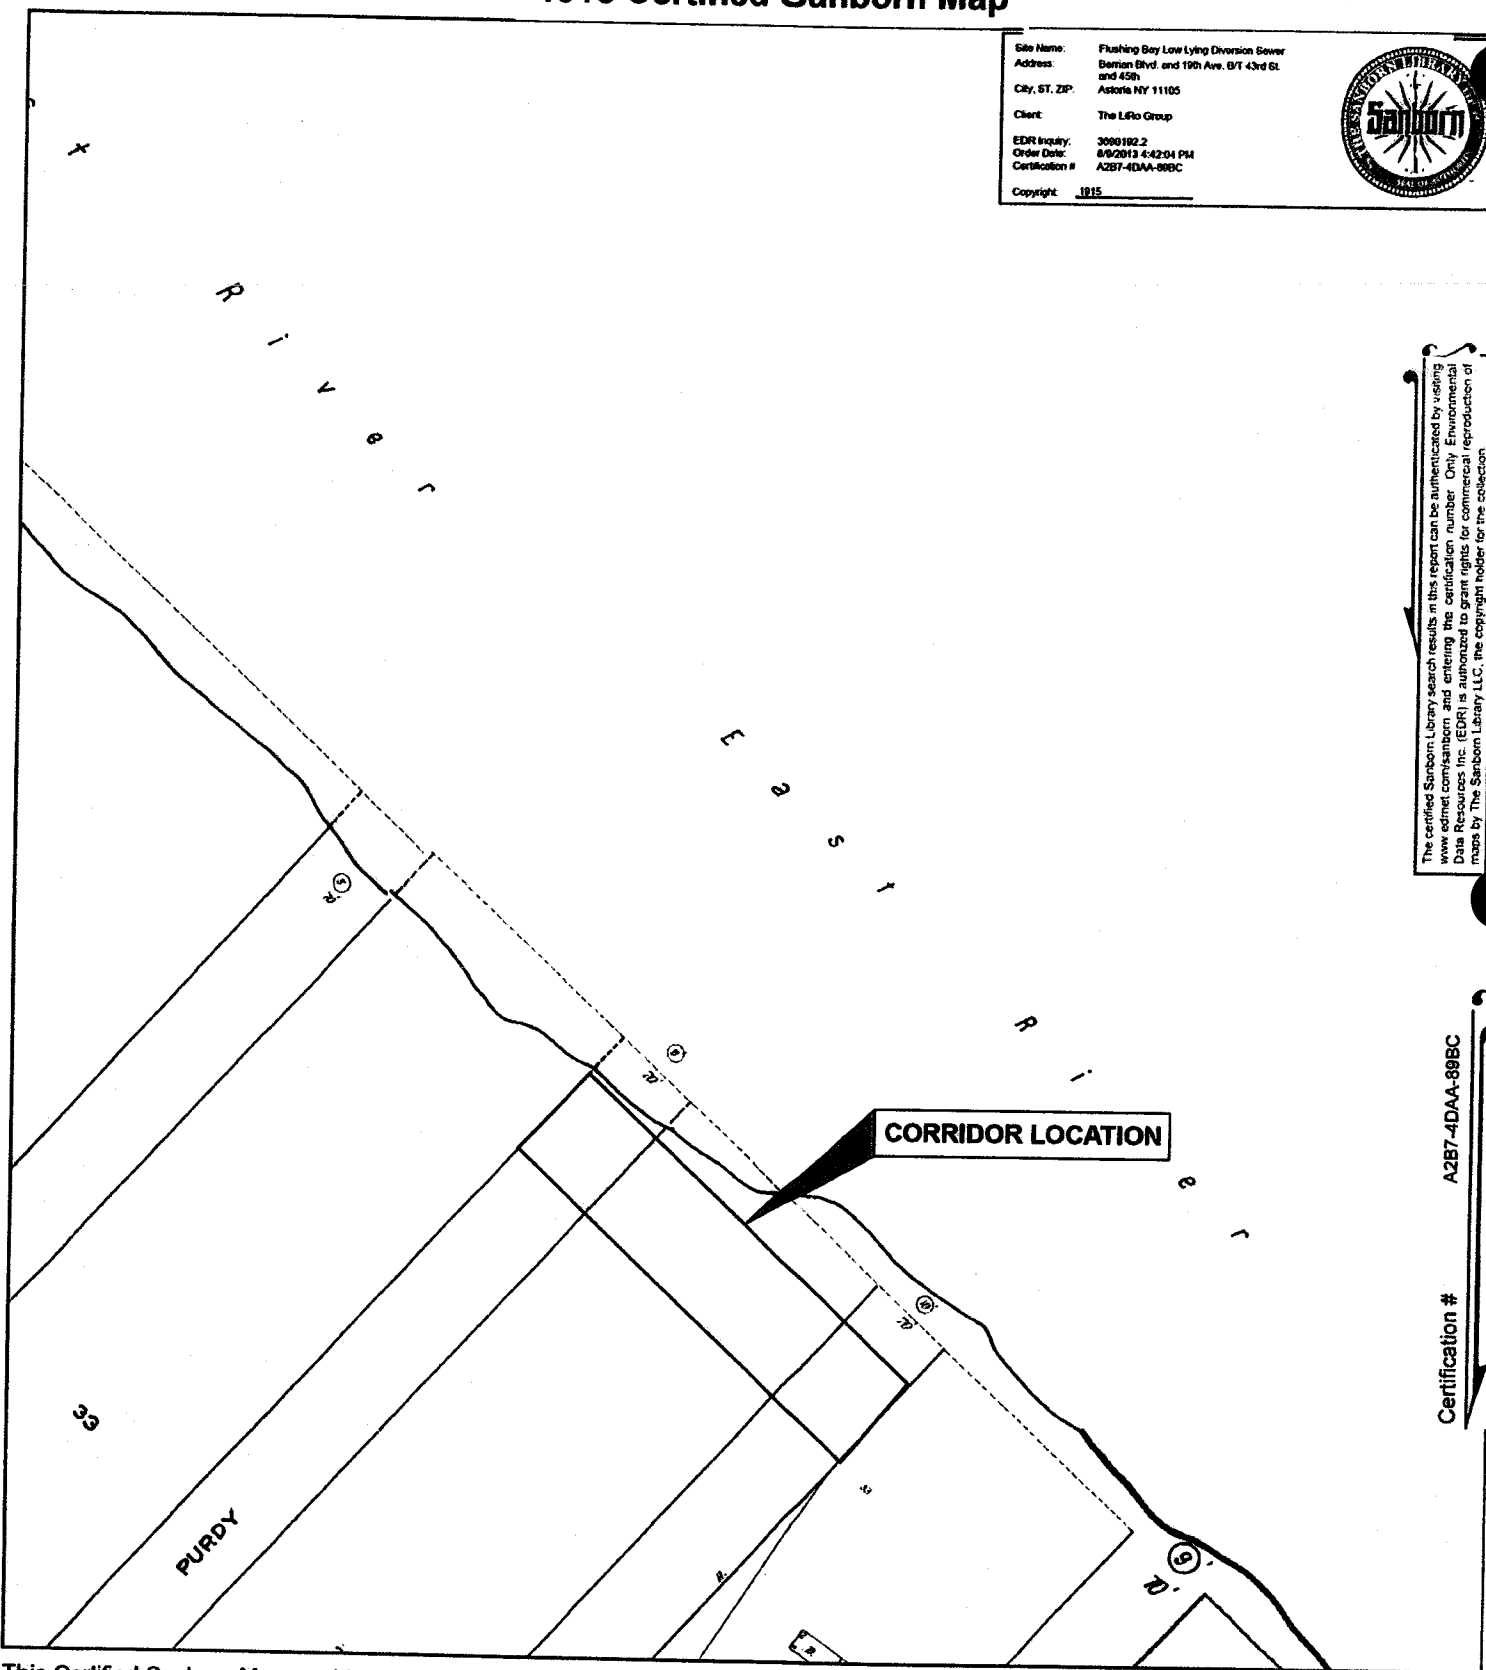 Certified Sanborn Map
Site Name: Flushing Bay Low Lying Diversion Sewer
Address: Berrian Blvd. and 19th Ave. B/T 43rd St.
and 45th
City, ST, ZIP: Astoria NY 11105
Client: The LiRo Group
EDR Inquiry: 3690192.2
Order Date: 8/9/2013 4:42:04 PM
Certification # A2B7-4DAA-89BC
Copyright: 1915
THE SANBORN LIBRARY
Sanborn
River
The certified Sanborn Library search results in this report can be authenticated by visiting
www.edrnet.com/sanborn and entering the certification number. Only Environmental
Data Resources Inc. (EDR) is authorized to grant rights for commercial reproduction of
maps by The Sanborn Library LLC, the copyright holder for the collection.
East
River
CORRIDOR LOCATION
Certification # A2B7-4DAA-89BC
33
PURDY
9